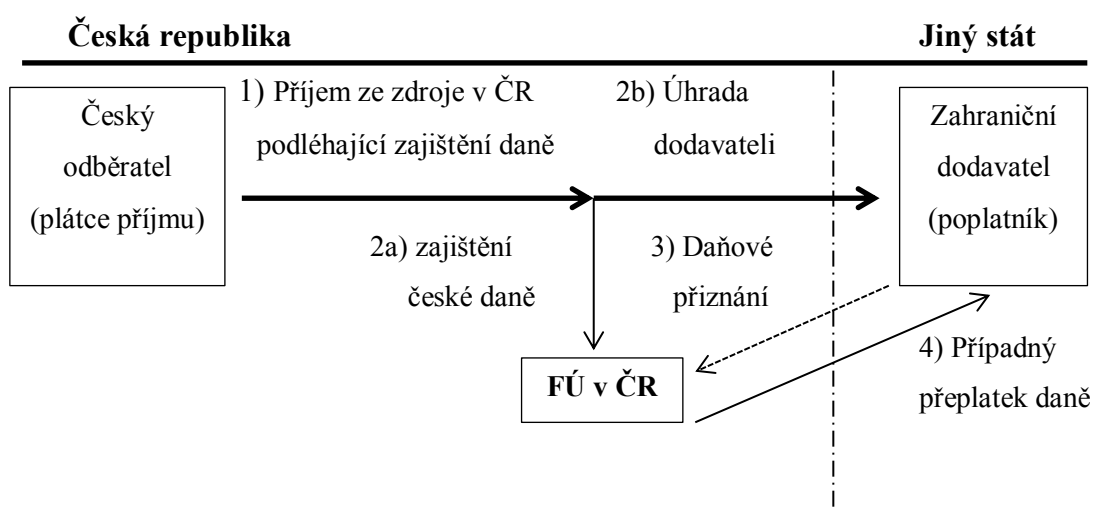 Česká republika
Jiný stát
Český
odběratel
(plátce příjmu)
1) Příjem ze zdroje v ČR
podléhající zajištění daně
2b) Úhrada
dodavateli
Zahraniční
dodavatel
(poplatník)
2a) zajištění
české daně
3) Daňové
přiznání
FÚ v ČR
4) Případný
přeplatek daně